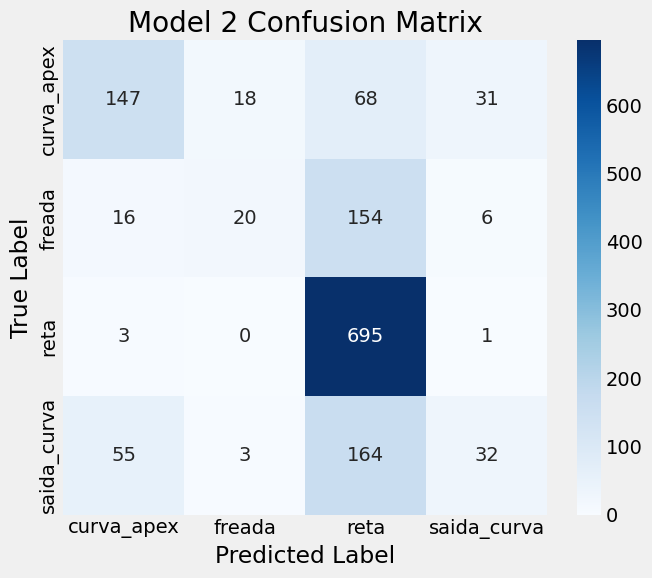 Model 2 Confusion Matrix
True Label
curva_apex
freada
reta
saida_curva
147 18 68 31
16 20 154 6
3 0 695 1
55 3 164 32
curva_apex freada reta saida_curva
Predicted Label
600
500
400
300
200
100
0